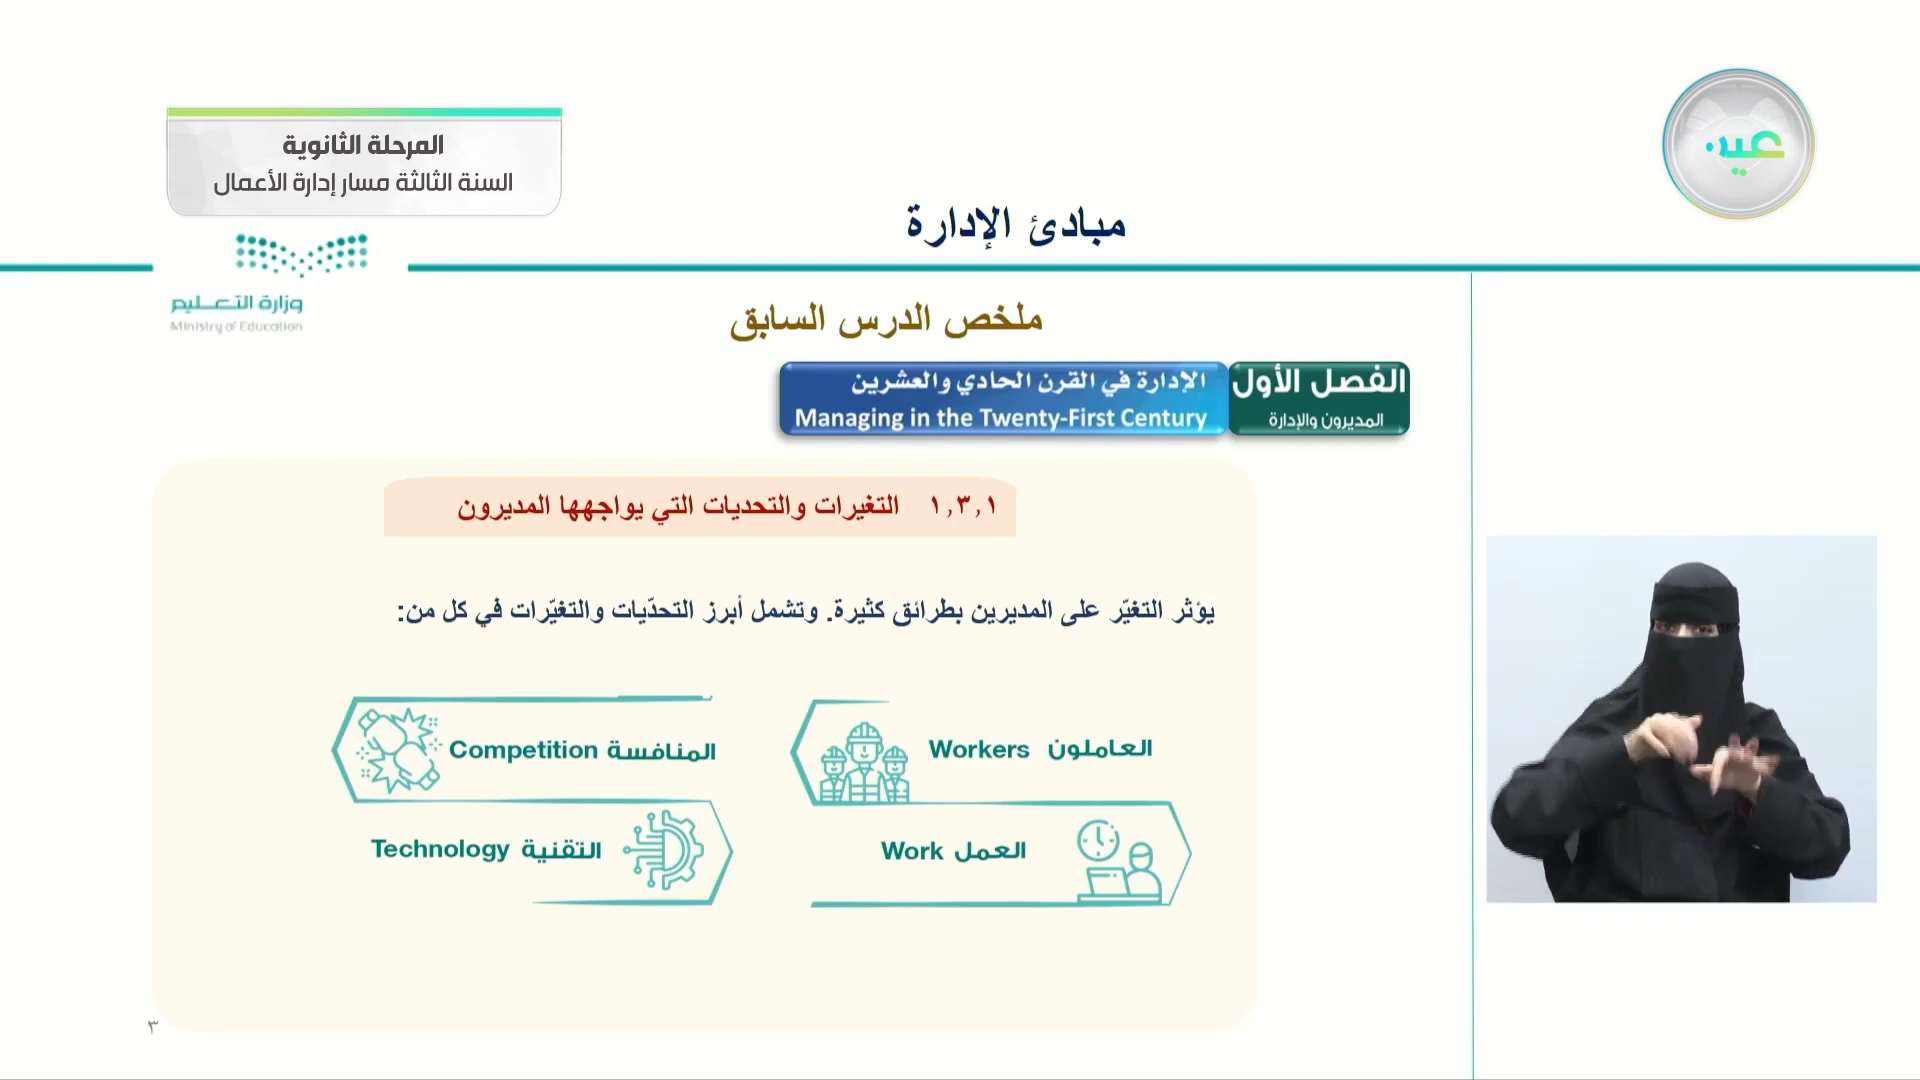 عين
المرحلة الثانوية
السنة الثالثة مسار إدارة الأعمال
مبادئ الإدارة
وزارة التعليم
Ministry of Education
ملخص الدرس السابق
الفصل الأول
المديرون والإدارة
الإدارة في القرن الحادي والعشرين
Managing in the Twenty-First Century
١,٣,١ التغيرات والتحديات التي يواجهها المديرون
يؤثر التغيّر على المديرين بطرائق كثيرة. وتشمل أبرز التحدّيات والتغيّرات في كل من:
العاملون Workers
المنافسة Competition
العمل Work
التقنية Technology
٣